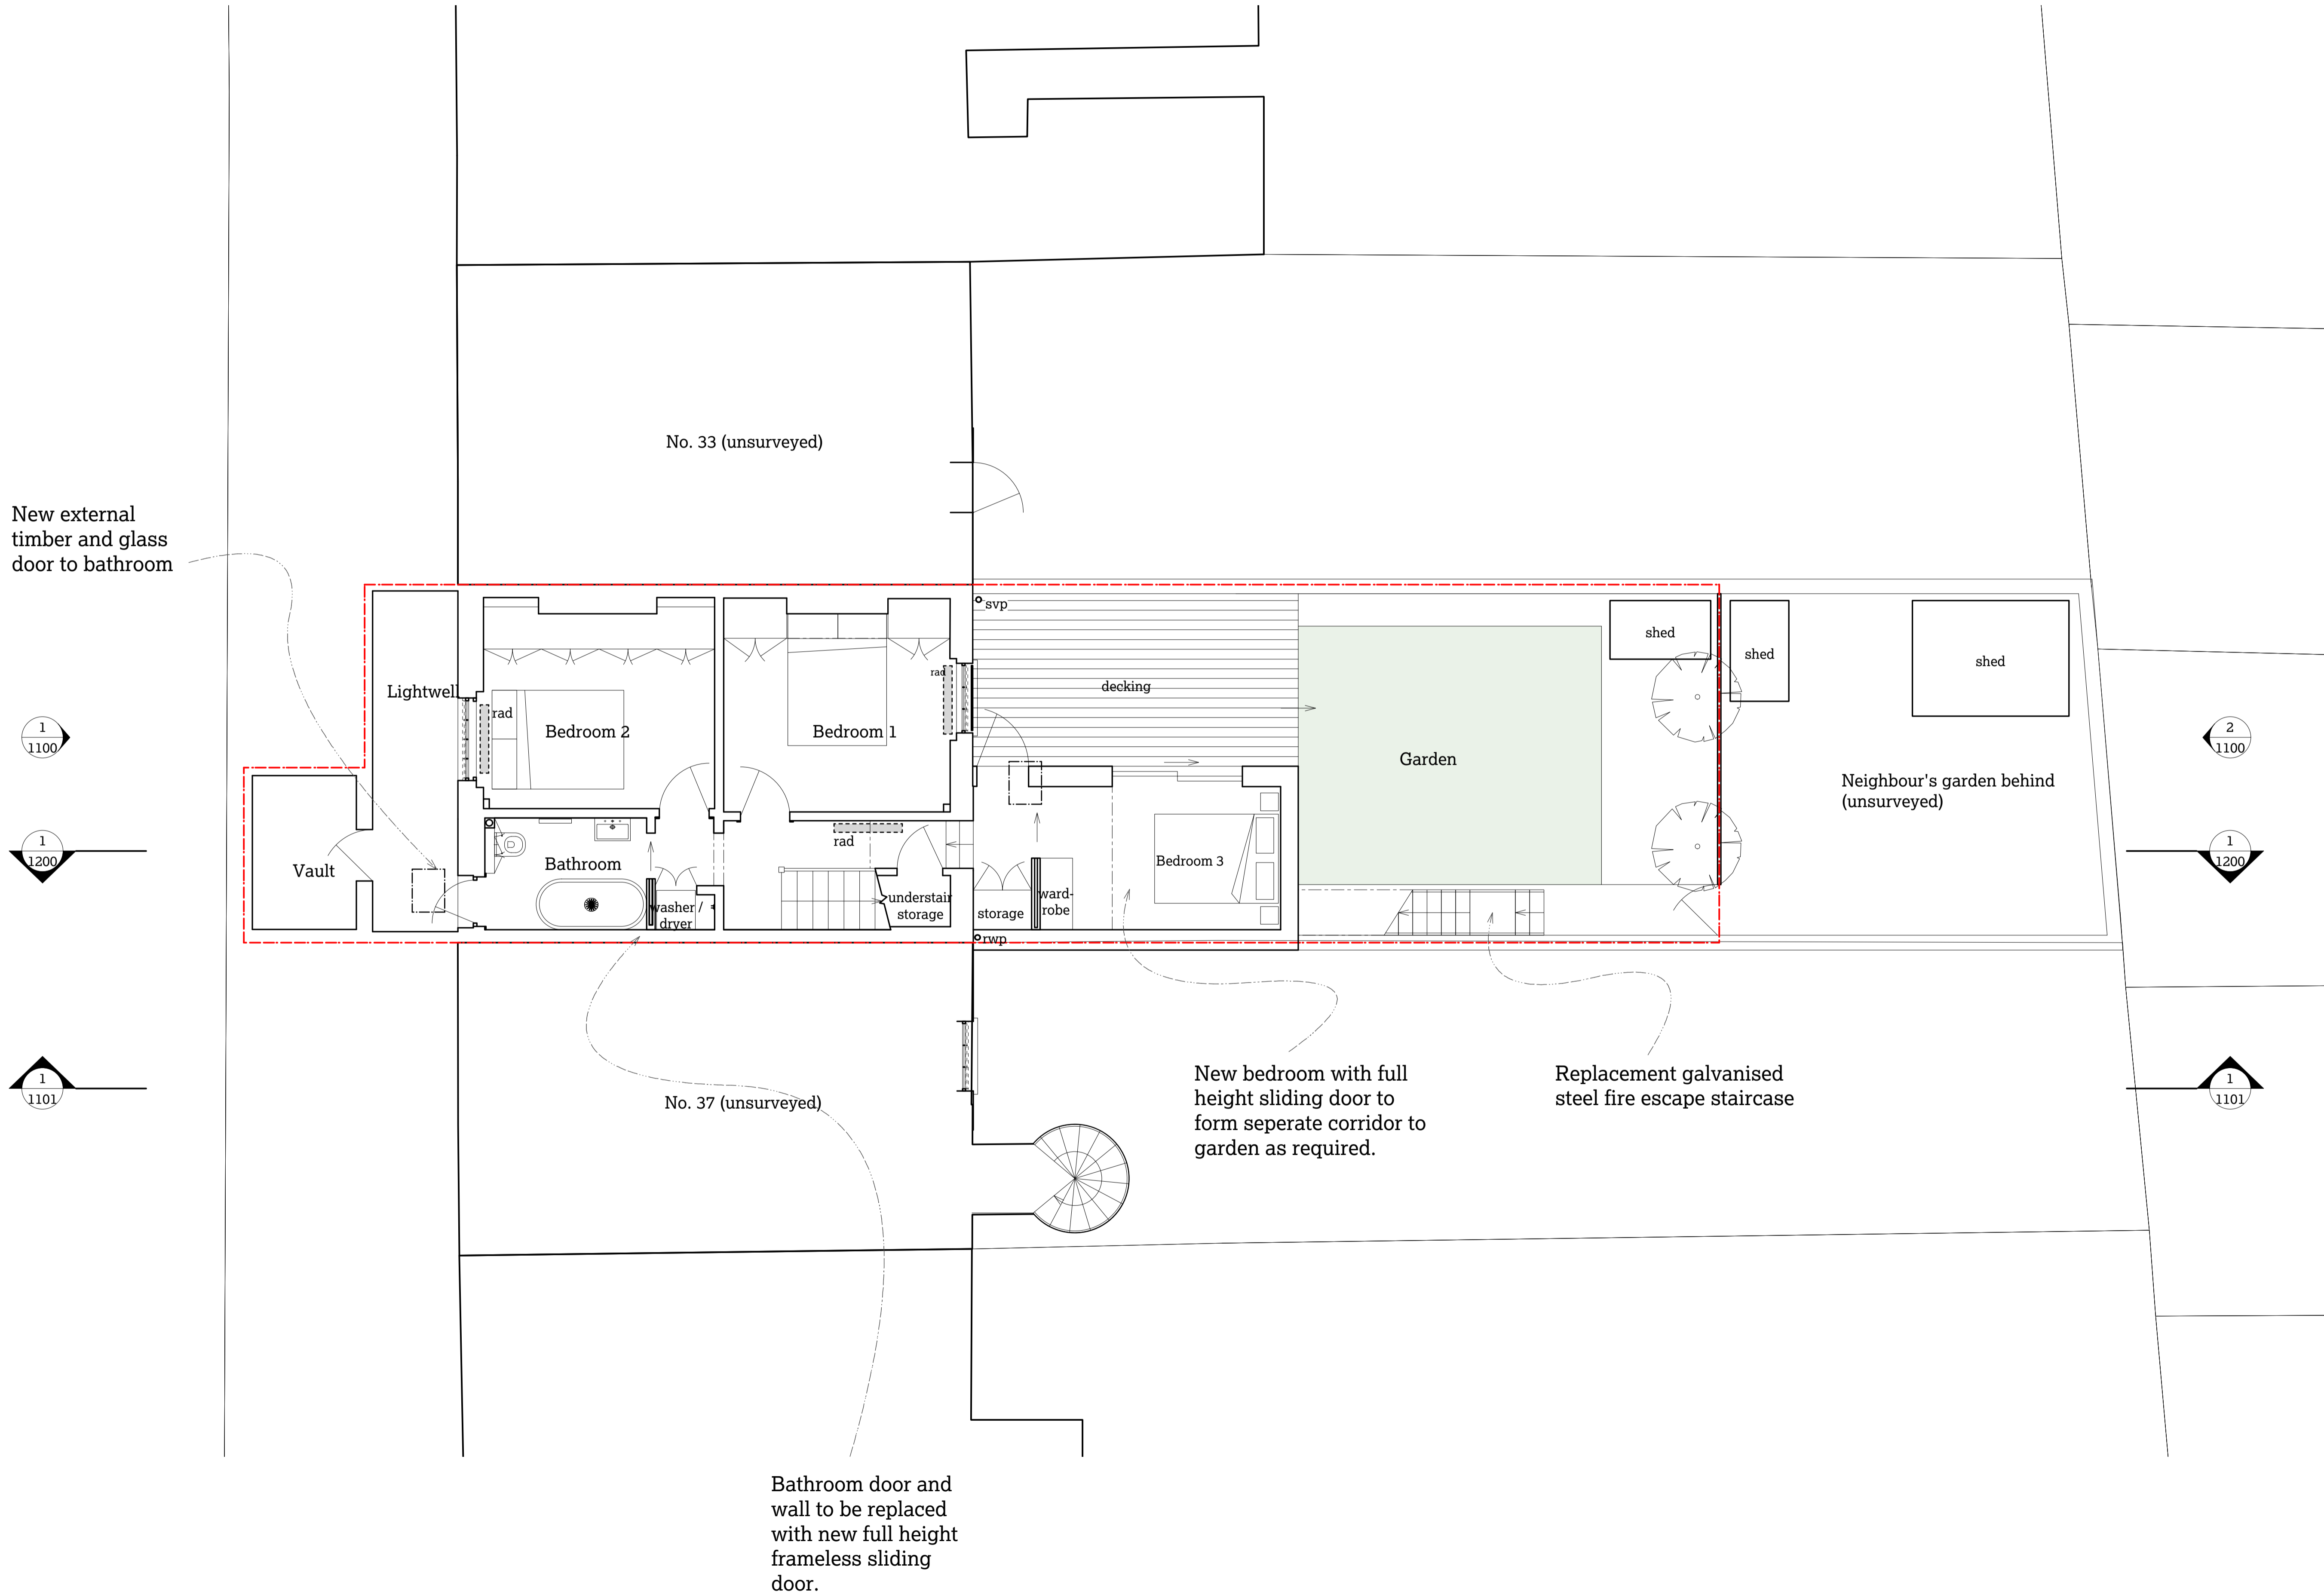 No. 33 (unsurveyed)
New external
timber and glass
door to bathroom
svp
shed
shed
shed
rad
decking
Lightwell
rad
Bedroom 2
Bedroom 1
1
1100
2
1100
Garden
Neighbour's garden behind
(unsurveyed)
1
1200
Vault
Bathroom
rad
Bedroom 3
1
1200
washer /
dryer
understair
storage
storage
ward-
robe
rwp
1
1101
No. 37 (unsurveyed)
New bedroom with full
height sliding door to
form seperate corridor to
garden as required.
Replacement galvanised
steel fire escape staircase
1
1101
Bathroom door and
wall to be replaced
with new full height
frameless sliding
door.